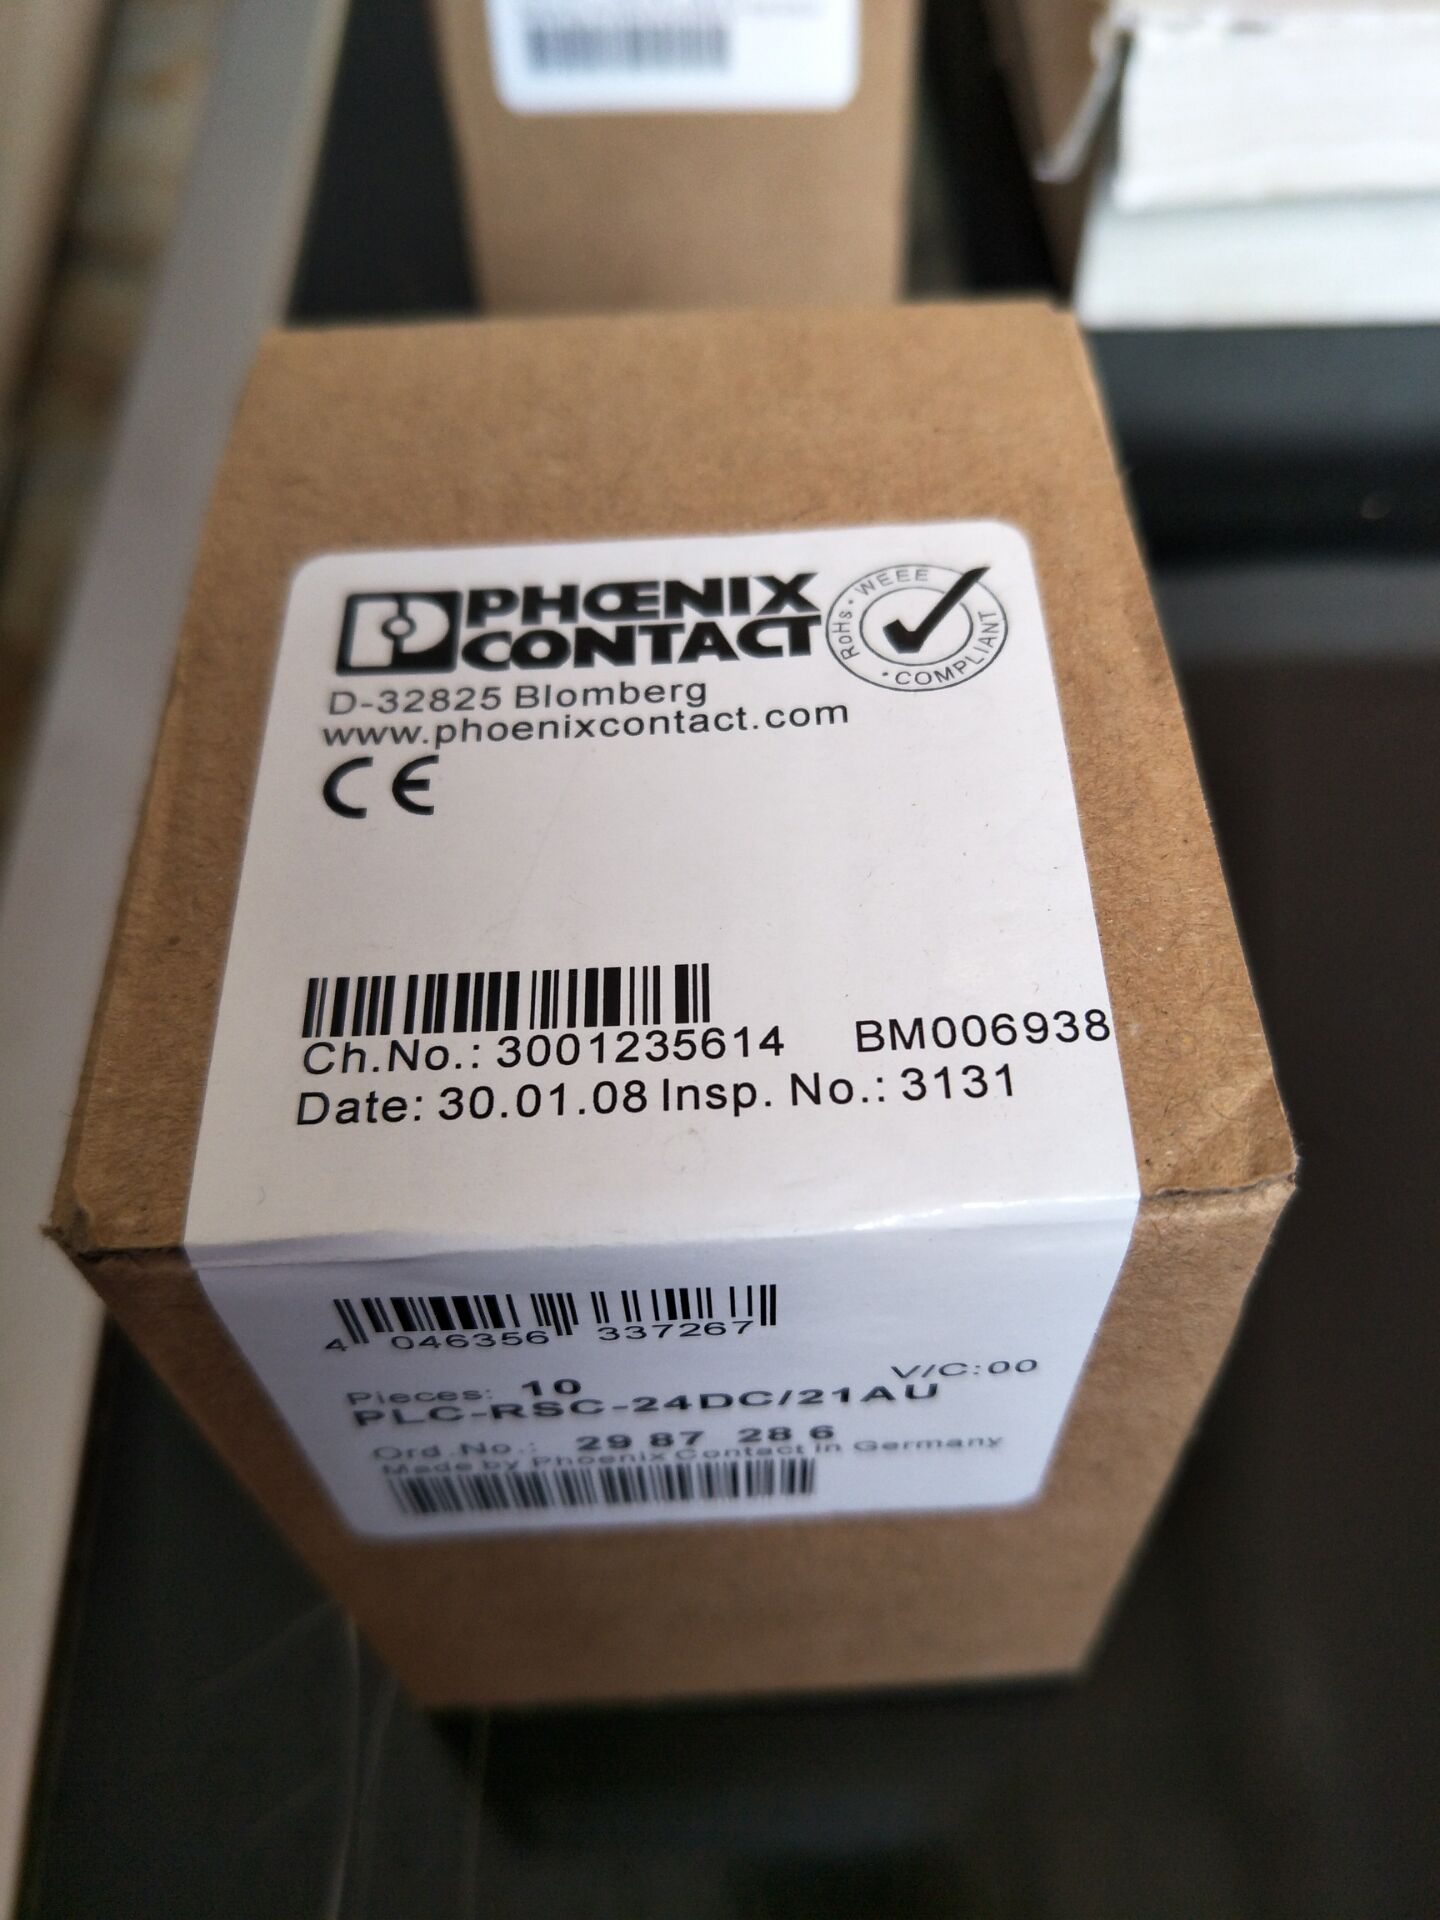 PHŒNIX
CONTACT
RoHS · WEEE · COMPLIANT
D-32825 Blomberg
www.phoenixcontact.com
CE
Ch.No.: 3001235614 BM006938
Date: 30.01.08 Insp. No.: 3131
4 046356 337267
V/C:00
Pieces: 10
PLC-RSC-24DC/21AU
Ord.No.: 29 87 28 6
Made by Phoenix Contact in Germany